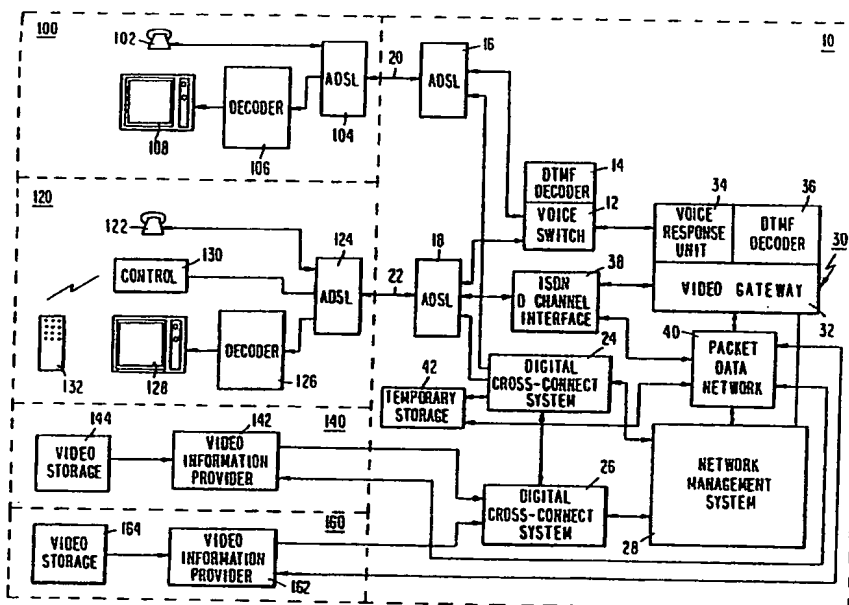 100
102
ADSL
104
DECODER
106
108
20
16
ADSL
10
14
DTMF
DECODER
VOICE
SWITCH
12
34
VOICE
RESPONSE
UNIT
36
DTMF
DECODER
30
VIDEO GATEWAY
32
120
122
130
CONTROL
124
ADSL
22
18
ADSL
38
ISDN
D CHANNEL
INTERFACE
40
PACKET
DATA
NETWORK
132
128
DECODER
126
42
TEMPORARY
STORAGE
24
DIGITAL
CROSS-CONNECT
SYSTEM
144
VIDEO
STORAGE
142
VIDEO
INFORMATION
PROVIDER
140
26
DIGITAL
CROSS-CONNECT
SYSTEM
NETWORK
MANAGEMENT
SYSTEM
28
164
VIDEO
STORAGE
160
VIDEO
INFORMATION
PROVIDER
162